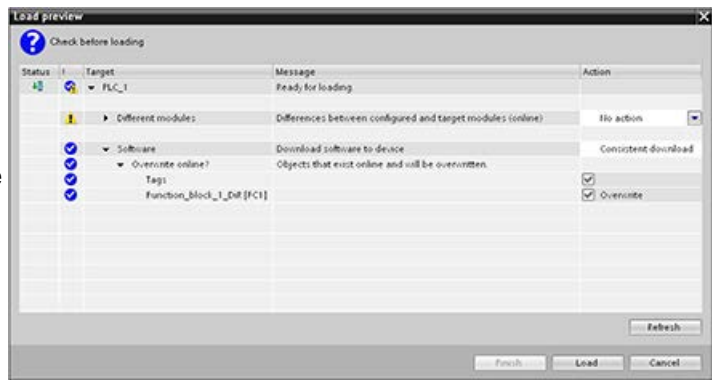 Load preview
Check before loading
Status ! Target Message Action
PLC_1 Ready for loading
Different modules Differences between configured and target modules (online) No action
Software Download software to device Consistent download
Overwrite online? Objects that exist online and will be overwritten.
Tags
Function_block_1_Dif [FC1] Overwrite
Refresh
Finish Load Cancel